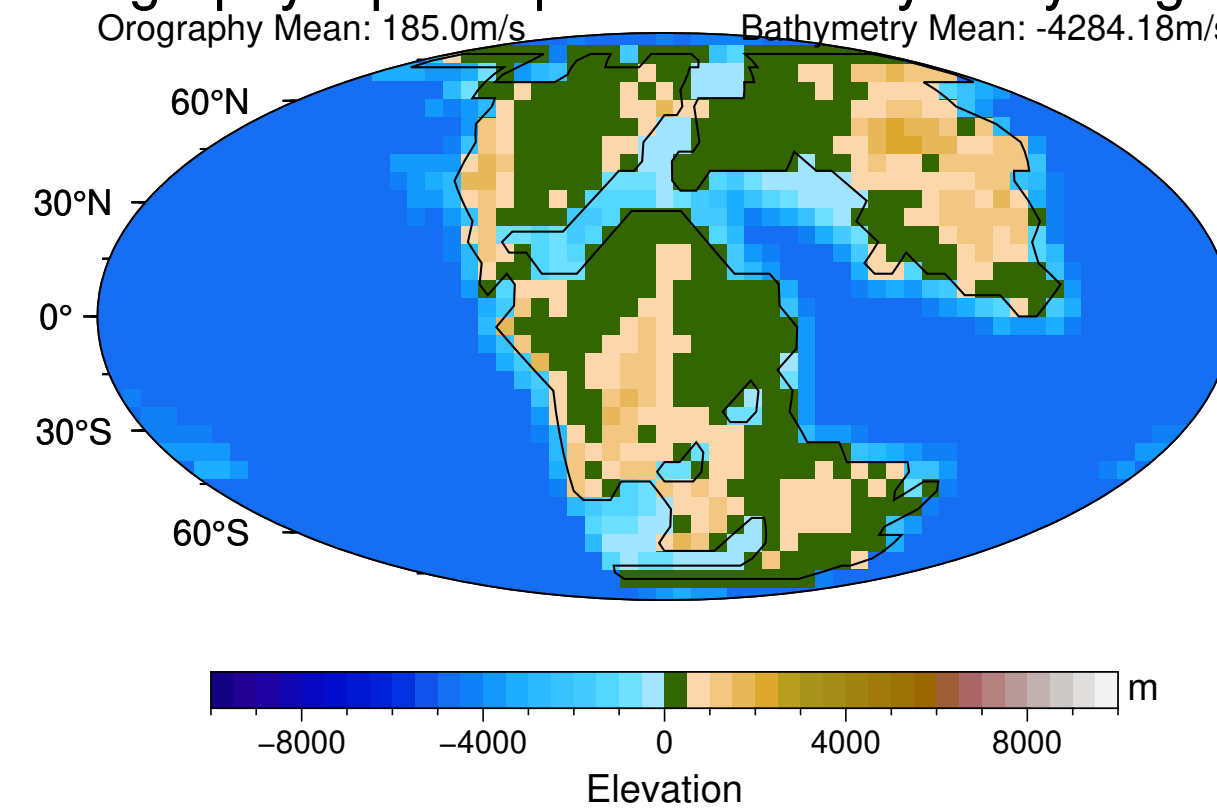 Orography Mean: 185.0m/s
Bathymetry Mean: -4284.18m/s
60°N
30°N
0°
30°S
60°S
m
−8000 −4000 0 4000 8000
Elevation